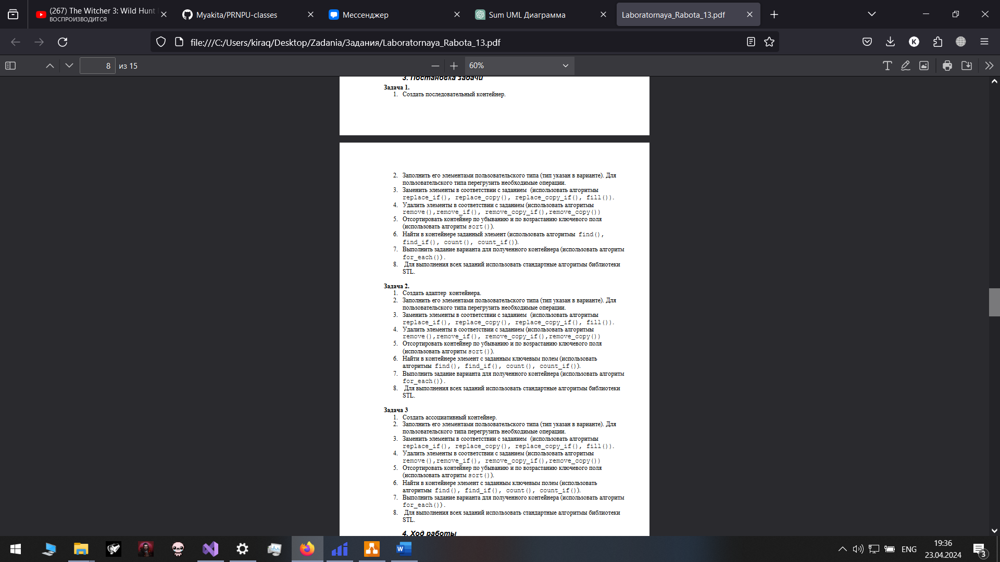 (267) The Witcher 3: Wild Hunt
ВОСПРОИЗВОДИТСЯ
Myakita/PRNPU-classes
Мессенджер
Sum UML Диаграмма
Laboratornaya_Rabota_13.pdf
file:///C:/Users/kiraq/Desktop/Zadania/Задания/Laboratornaya_Rabota_13.pdf
K
8 из 15
60%
3. Постановка задачи
Задача 1.
1. Создать последовательный контейнер.
2. Заполнить его элементами пользовательского типа (тип указан в варианте). Для
пользовательского типа перегрузить необходимые операции.
3. Заменить элементы в соответствии с заданием (использовать алгоритмы
replace_if(), replace_copy(), replace_copy_if(), fill()).
4. Удалить элементы в соответствии с заданием (использовать алгоритмы
remove(),remove_if(), remove_copy_if(),remove_copy())
5. Отсортировать контейнер по убыванию и по возрастанию ключевого поля
(использовать алгоритм sort()).
6. Найти в контейнере заданный элемент (использовать алгоритмы find(),
find_if(), count(), count_if()).
7. Выполнить задание варианта для полученного контейнера (использовать алгоритм
for_each()).
8. Для выполнения всех заданий использовать стандартные алгоритмы библиотеки
STL.
Задача 2.
1. Создать адаптер контейнера.
2. Заполнить его элементами пользовательского типа (тип указан в варианте). Для
пользовательского типа перегрузить необходимые операции.
3. Заменить элементы в соответствии с заданием (использовать алгоритмы
replace_if(), replace_copy(), replace_copy_if(), fill()).
4. Удалить элементы в соответствии с заданием (использовать алгоритмы
remove(),remove_if(), remove_copy_if(),remove_copy())
5. Отсортировать контейнер по убыванию и по возрастанию ключевого поля
(использовать алгоритм sort()).
6. Найти в контейнере элемент с заданным ключевым полем (использовать
алгоритмы find(), find_if(), count(), count_if()).
7. Выполнить задание варианта для полученного контейнера (использовать алгоритм
for_each()).
8. Для выполнения всех заданий использовать стандартные алгоритмы библиотеки
STL.
Задача 3
1. Создать ассоциативный контейнер.
2. Заполнить его элементами пользовательского типа (тип указан в варианте). Для
пользовательского типа перегрузить необходимые операции.
3. Заменить элементы в соответствии с заданием (использовать алгоритмы
replace_if(), replace_copy(), replace_copy_if(), fill()).
4. Удалить элементы в соответствии с заданием (использовать алгоритмы
remove(),remove_if(), remove_copy_if(),remove_copy())
5. Отсортировать контейнер по убыванию и по возрастанию ключевого поля
(использовать алгоритм sort()).
6. Найти в контейнере элемент с заданным ключевым полем (использовать
алгоритмы find(), find_if(), count(), count_if()).
7. Выполнить задание варианта для полученного контейнера (использовать алгоритм
for_each()).
8. Для выполнения всех заданий использовать стандартные алгоритмы библиотеки
STL.
4. Ход работы
ENG
19:36
23.04.2024
3